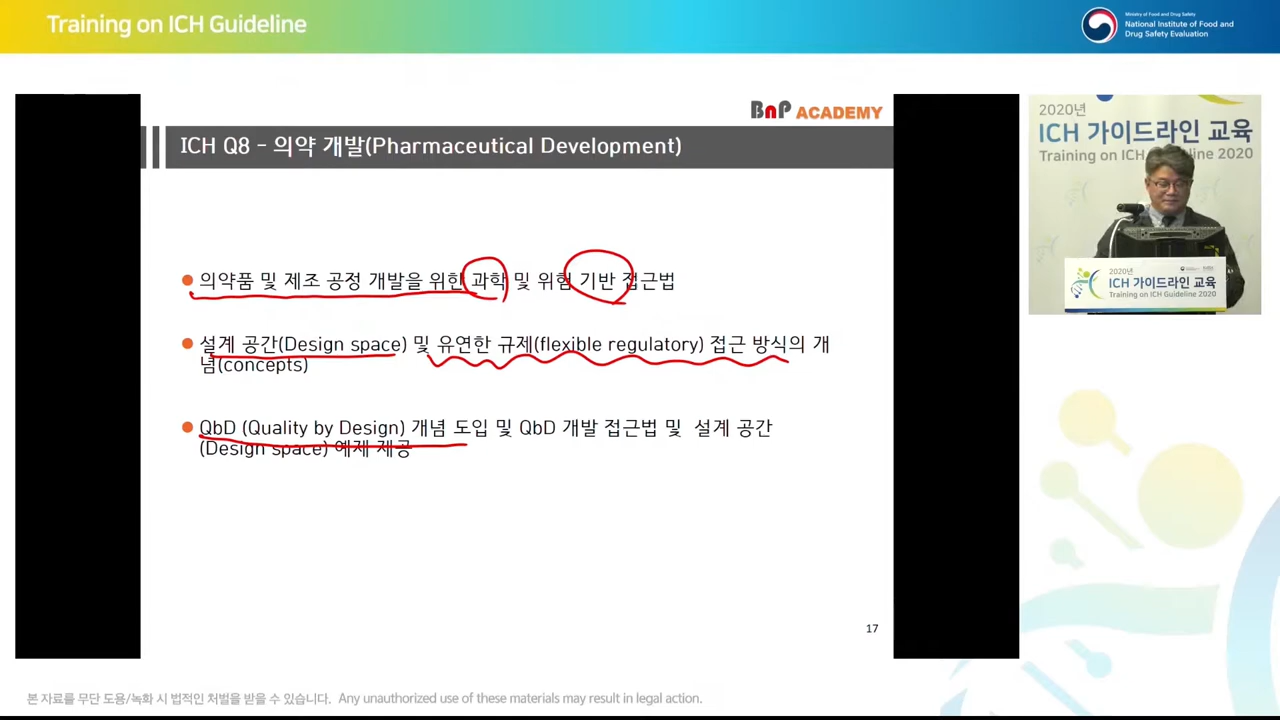 Training on ICH Guideline
Ministry of Food and Drug Safety
National Institute of Food and
Drug Safety Evaluation
BnP ACADEMY
ICH Q8 - 의약 개발(Pharmaceutical Development)
의약품 및 제조 공정 개발을 위한 과학 및 위험 기반 접근법
설계 공간(Design space) 및 유연한 규제(flexible regulatory) 접근 방식의 개
념(concepts)
QbD (Quality by Design) 개념 도입 및 QbD 개발 접근법 및 설계 공간
(Design space) 예제 제공
17
2020년
ICH 가이드라인 교육
Training on ICH Guideline 2020
2020년
ICH 가이드라인 교육
Training on ICH Guideline 2020
본 자료를 무단 도용/녹화 시 법적인 처벌을 받을 수 있습니다. Any unauthorized use of these materials may result in legal action.